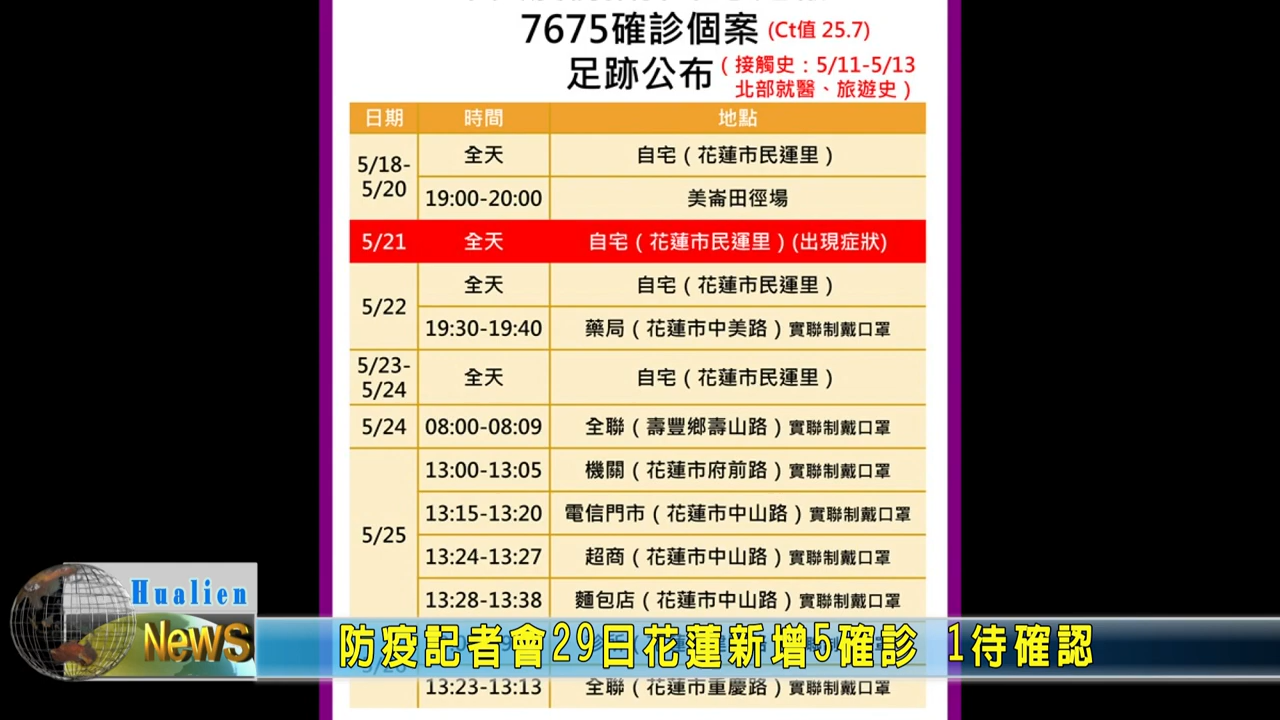 7675確診個案 (Ct值 25.7)
足跡公布 (接觸史：5/11-5/13
北部就醫、旅遊史)
日期 時間 地點
5/18-
5/20
全天 自宅（花蓮市民運里）
19:00-20:00 美崙田徑場
5/21 全天 自宅（花蓮市民運里）(出現症狀)
5/22
全天 自宅（花蓮市民運里）
19:30-19:40 藥局（花蓮市中美路）實聯制戴口罩
5/23-
5/24
全天 自宅（花蓮市民運里）
5/24 08:00-08:09 全聯（壽豐鄉壽山路）實聯制戴口罩
5/25
13:00-13:05 機關（花蓮市府前路）實聯制戴口罩
13:15-13:20 電信門市（花蓮市中山路）實聯制戴口罩
13:24-13:27 超商（花蓮市中山路）實聯制戴口罩
13:28-13:38 麵包店（花蓮市中山路）實聯制戴口罩
13:23-13:13 全聯（花蓮市重慶路）實聯制戴口罩
Hualien
NewS
防疫記者會29日花蓮新增5確診 1待確認